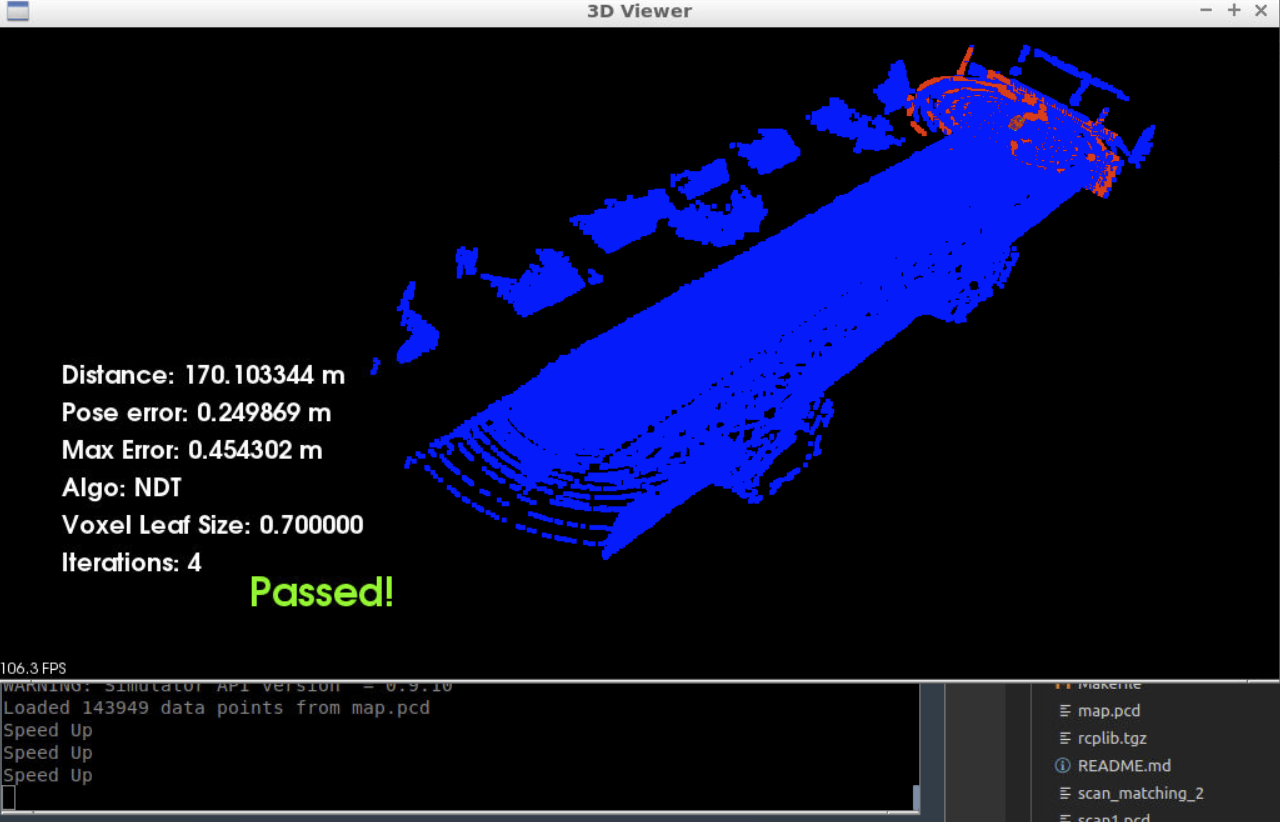 3D Viewer
Distance: 170.103344 m
Pose error: 0.249869 m
Max Error: 0.454302 m
Algo: NDT
Voxel Leaf Size: 0.700000
Iterations: 4
Passed!
106.3 FPS
WARNING: Simulator API version = 0.9.10
Loaded 143949 data points from map.pcd
Speed Up
Speed Up
Speed Up
Makefile
map.pcd
rcplib.tgz
README.md
scan_matching_2
scan1.pcd